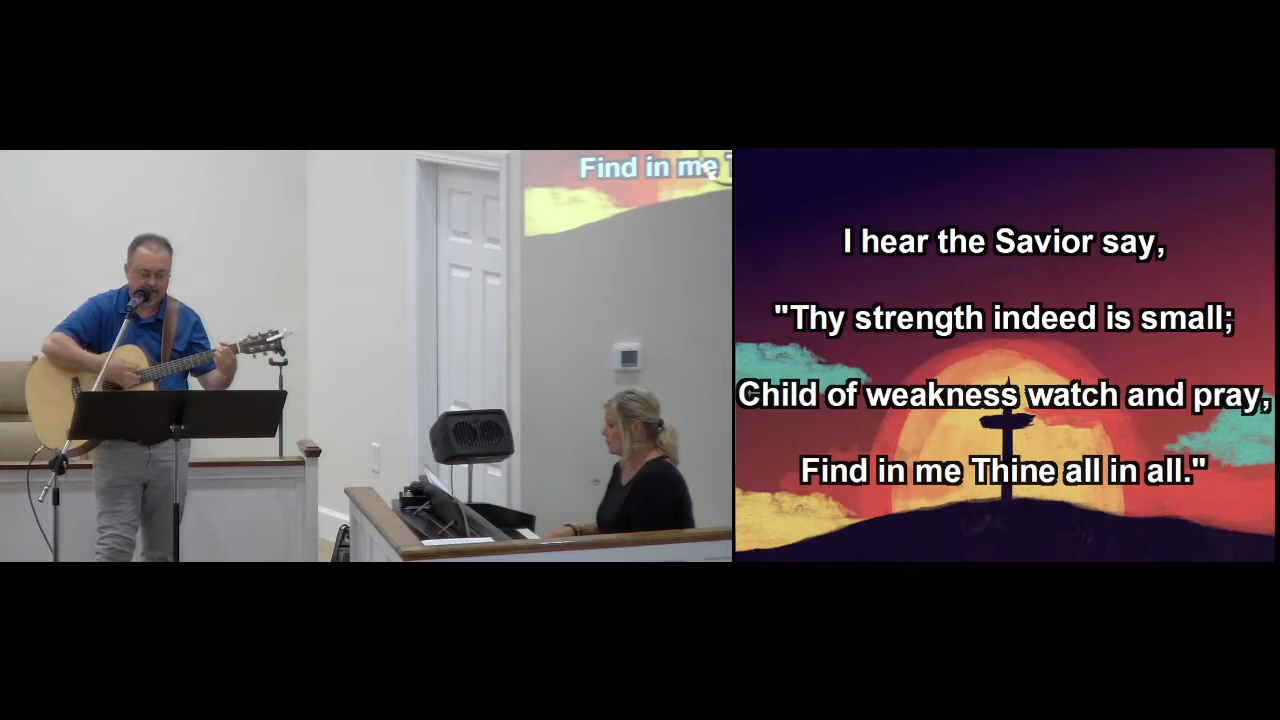 Find in me
I hear the Savior say,
"Thy strength indeed is small;
Child of weakness watch and pray,
Find in me Thine all in all."